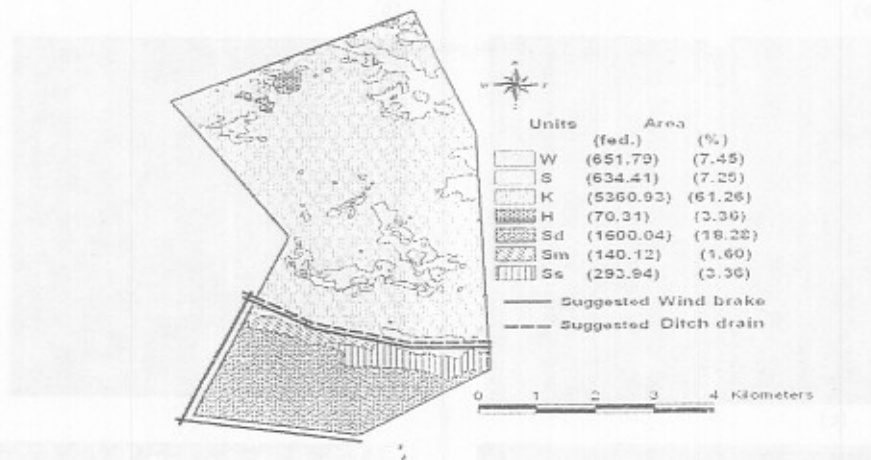 Units Area
(fed.) (%)
W (651.79) (7.45)
S (634.41) (7.25)
K (5360.93) (61.26)
H (70.31) (3.36)
Sd (1600.04) (18.28)
Sm (140.12) (1.60)
Ss (293.94) (3.36)
Suggested Wind brake
Suggested Ditch drain
0 1 2 3 4 Kilometers